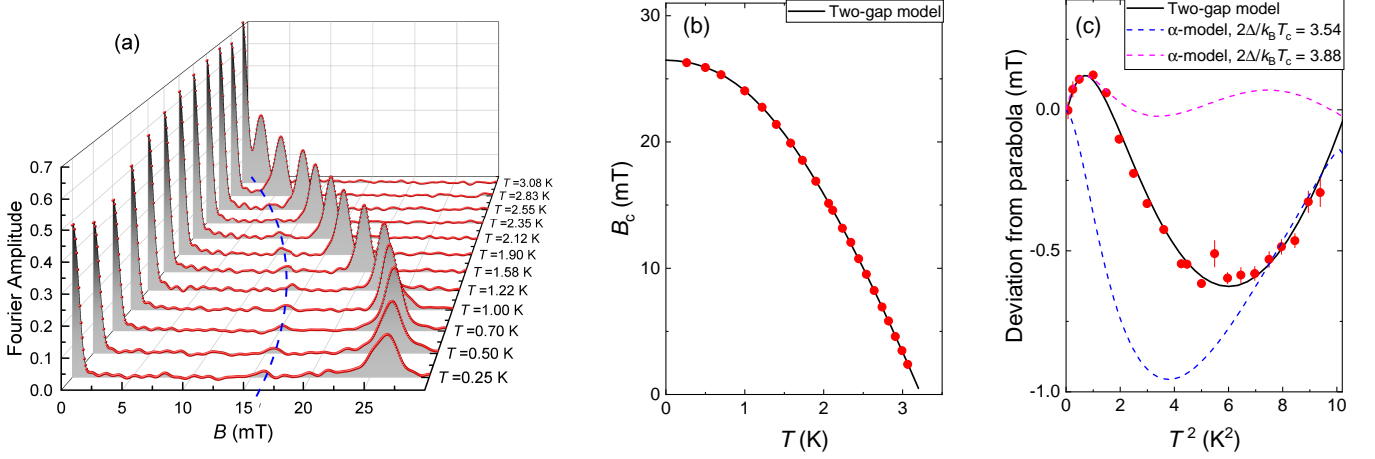 (a)
0.7
0.6
0.5
0.4
0.3
0.2
0.1
0.0
Fourier Amplitude
0
5
10
15
20
25
B (mT)
T =3.08 K
T =2.83 K
T =2.55 K
T =2.35 K
T =2.12 K
T =1.90 K
T =1.58 K
T =1.22 K
T =1.00 K
T =0.70 K
T =0.50 K
T =0.25 K
(b)
Two-gap model
30
20
10
0
Bc (mT)
0
1
2
3
T (K)
(c)
Two-gap model
α-model, 2Δ/kBTc = 3.54
α-model, 2Δ/kBTc = 3.88
0.0
-0.5
-1.0
Deviation from parabola (mT)
0
2
4
6
8
10
T 2 (K2)